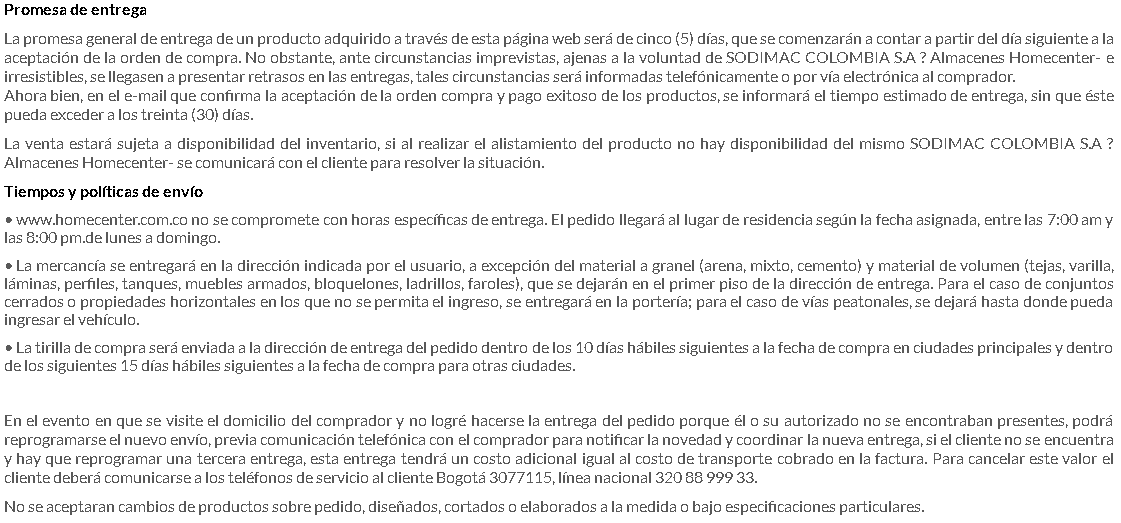 Promesa de entrega
La promesa general de entrega de un producto adquirido a través de esta página web será de cinco (5) días, que se comenzarán a contar a partir del día siguiente a la
aceptación de la orden de compra. No obstante, ante circunstancias imprevistas, ajenas a la voluntad de SODIMAC COLOMBIA S.A ? Almacenes Homecenter- e
irresistibles, se llegasen a presentar retrasos en las entregas, tales circunstancias será informadas telefónicamente o por vía electrónica al comprador.
Ahora bien, en el e-mail que confirma la aceptación de la orden compra y pago exitoso de los productos, se informará el tiempo estimado de entrega, sin que éste
pueda exceder a los treinta (30) días.
La venta estará sujeta a disponibilidad del inventario, si al realizar el alistamiento del producto no hay disponibilidad del mismo SODIMAC COLOMBIA S.A ?
Almacenes Homecenter- se comunicará con el cliente para resolver la situación.
Tiempos y políticas de envío
• www.homecenter.com.co no se compromete con horas específicas de entrega. El pedido llegará al lugar de residencia según la fecha asignada, entre las 7:00 am y
las 8:00 pm.de lunes a domingo.
• La mercancía se entregará en la dirección indicada por el usuario, a excepción del material a granel (arena, mixto, cemento) y material de volumen (tejas, varilla,
láminas, perfiles, tanques, muebles armados, bloquelones, ladrillos, faroles), que se dejarán en el primer piso de la dirección de entrega. Para el caso de conjuntos
cerrados o propiedades horizontales en los que no se permita el ingreso, se entregará en la portería; para el caso de vías peatonales, se dejará hasta donde pueda
ingresar el vehículo.
• La tirilla de compra será enviada a la dirección de entrega del pedido dentro de los 10 días hábiles siguientes a la fecha de compra en ciudades principales y dentro
de los siguientes 15 días hábiles siguientes a la fecha de compra para otras ciudades.
En el evento en que se visite el domicilio del comprador y no logré hacerse la entrega del pedido porque él o su autorizado no se encontraban presentes, podrá
reprogramarse el nuevo envío, previa comunicación telefónica con el comprador para notificar la novedad y coordinar la nueva entrega, si el cliente no se encuentra
y hay que reprogramar una tercera entrega, esta entrega tendrá un costo adicional igual al costo de transporte cobrado en la factura. Para cancelar este valor el
cliente deberá comunicarse a los teléfonos de servicio al cliente Bogotá 3077115, línea nacional 320 88 999 33.
No se aceptaran cambios de productos sobre pedido, diseñados, cortados o elaborados a la medida o bajo especificaciones particulares.